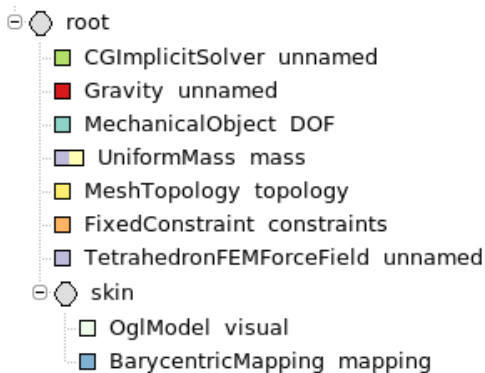 root
CGImplicitSolver unnamed
Gravity unnamed
MechanicalObject DOF
UniformMass mass
MeshTopology topology
FixedConstraint constraints
TetrahedronFEMForceField unnamed
skin
OglModel visual
BarycentricMapping mapping